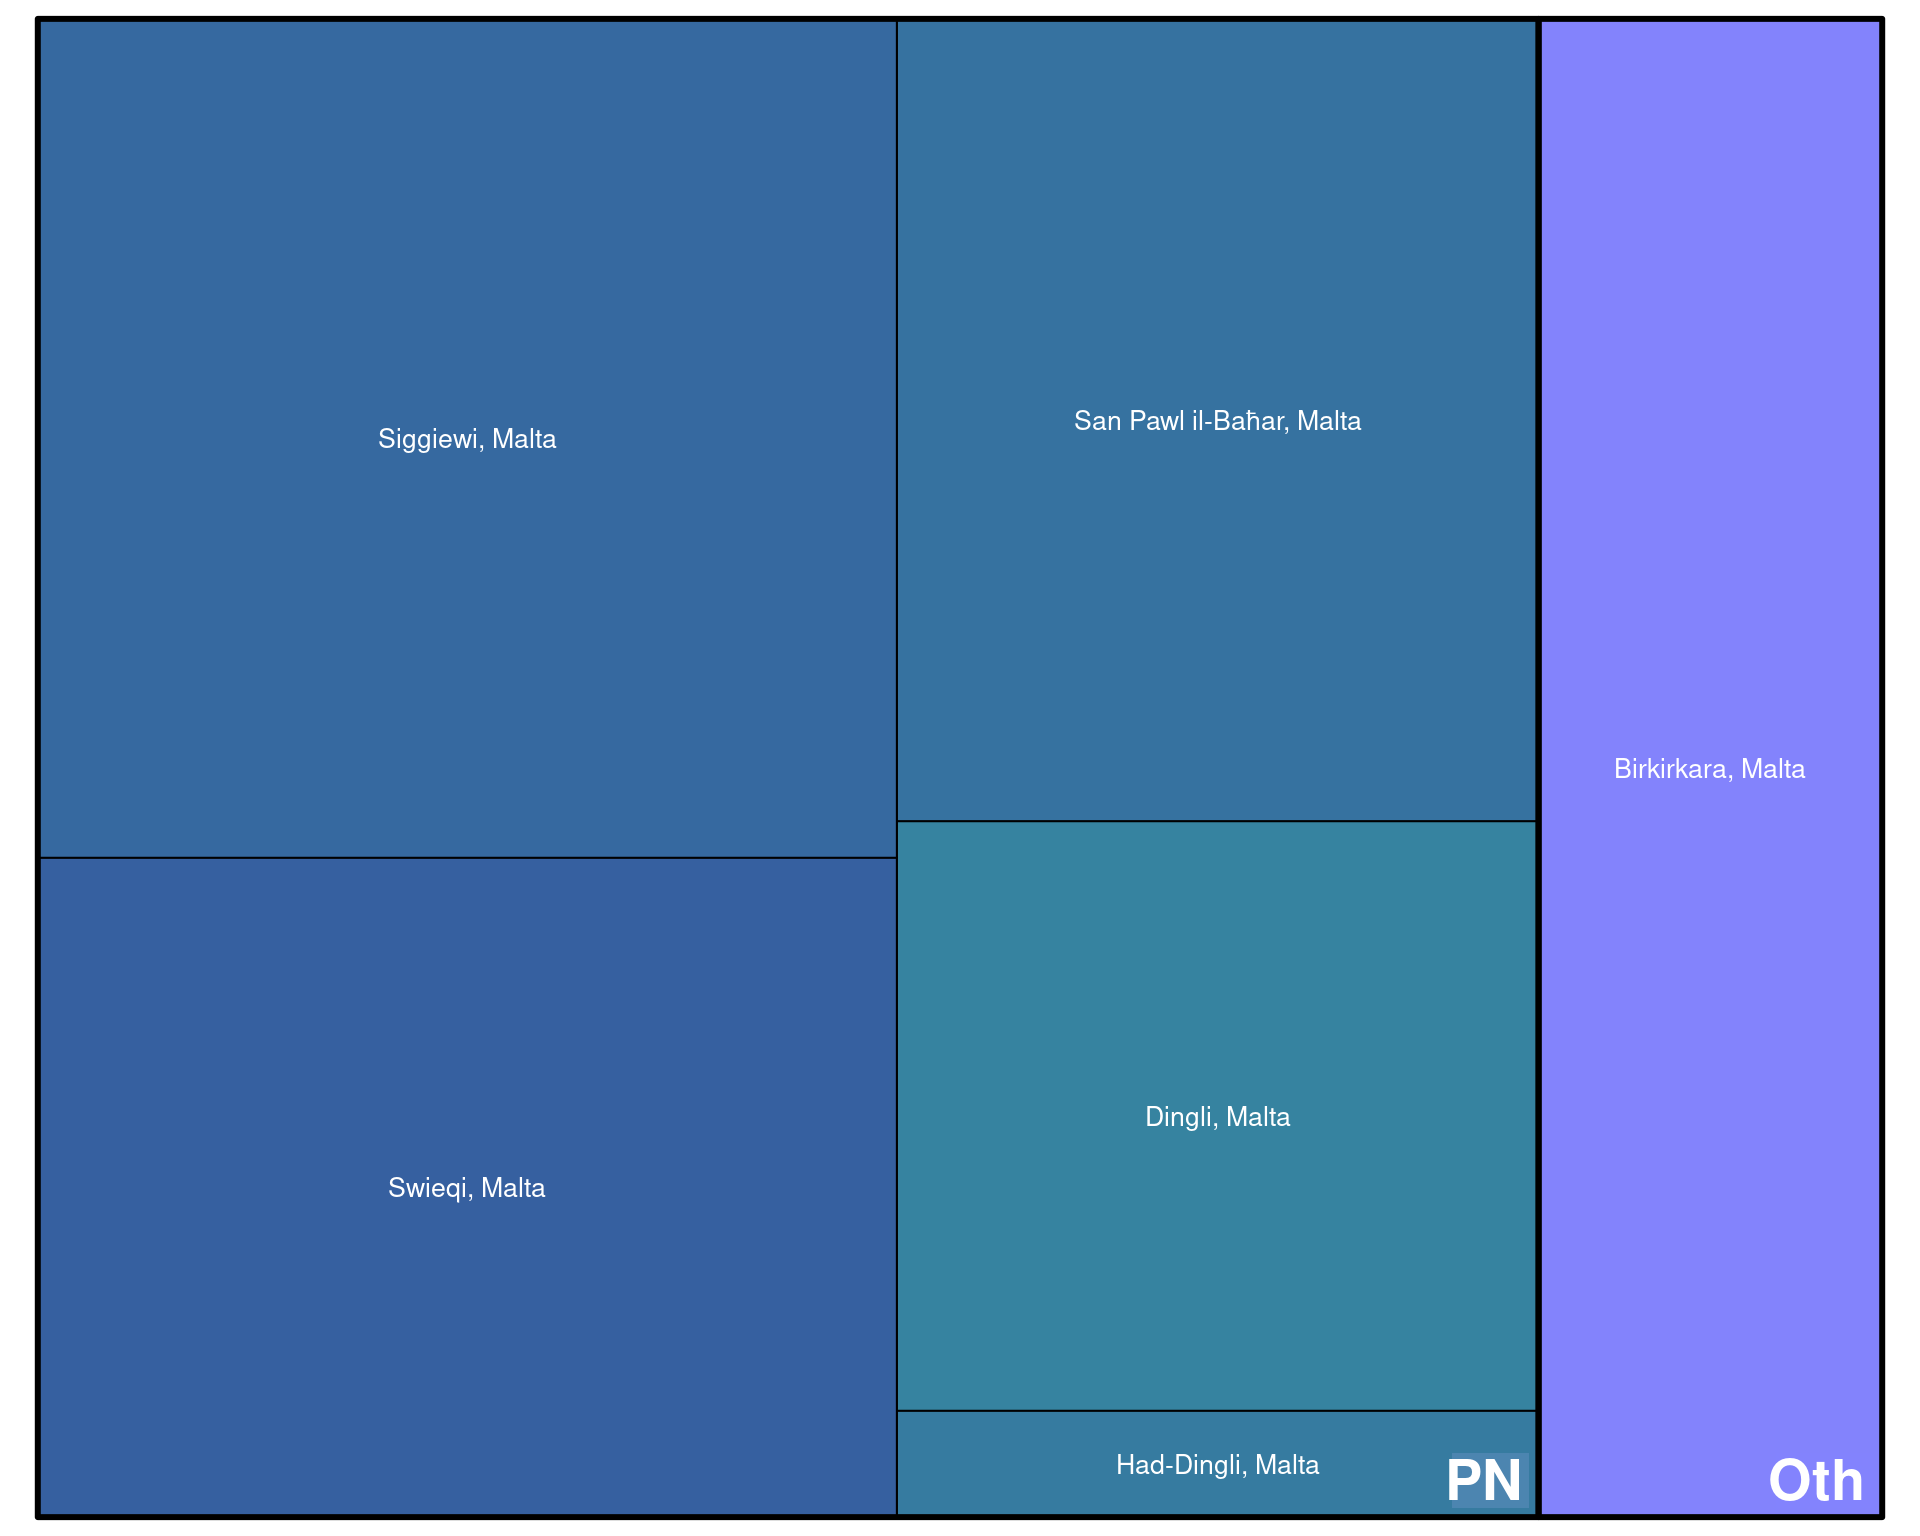 Siggiewi, Malta
San Pawl il-Baħar, Malta
Birkirkara, Malta
Swieqi, Malta
Dingli, Malta
Had-Dingli, Malta
PN
Oth